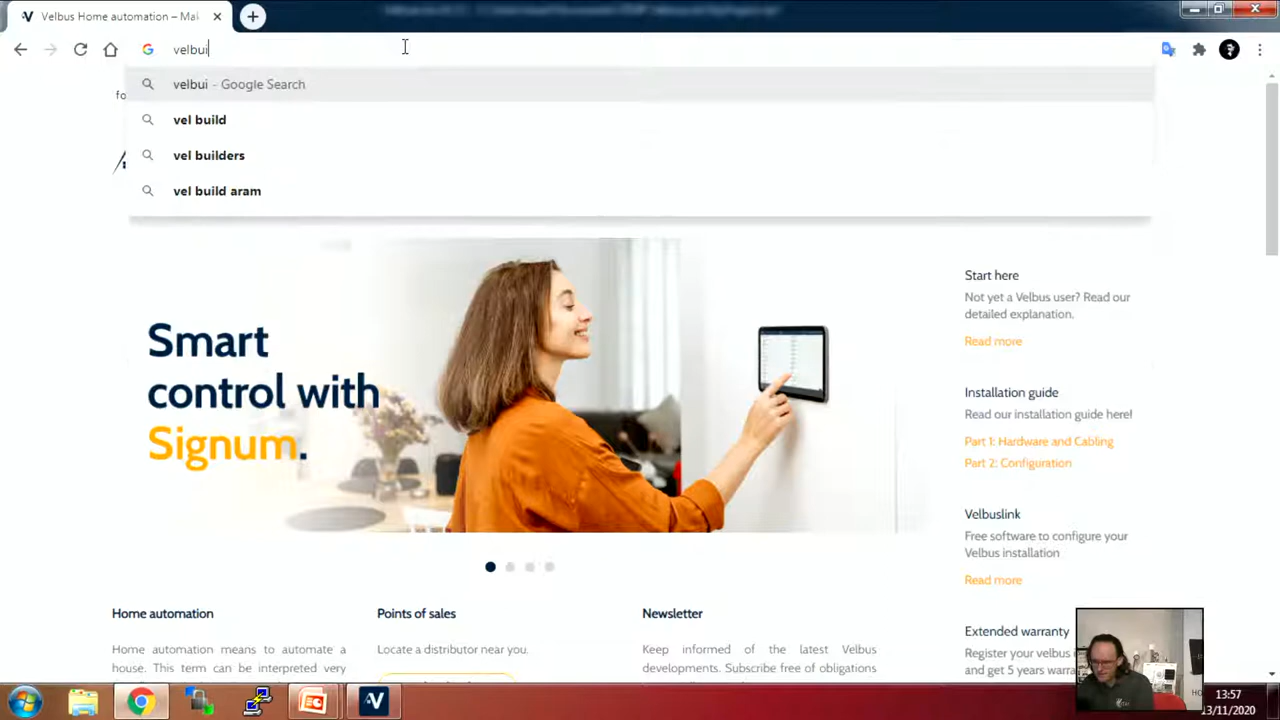 Velbus Home automation – Mak
velbui
velbui - Google Search
fo
vel build
vel builders
vel build aram
Smart
control with
Signum.
Start here
Not yet a Velbus user? Read our
detailed explanation.
Read more
Installation guide
Read our installation guide here!
Part 1: Hardware and Cabling
Part 2: Configuration
Velbuslink
Free software to configure your
Velbus installation
Read more
Extended warranty
Register your velbus
and get 5 years warra
Home automation
Home automation means to automate a
house. This term can be interpreted very
Points of sales
Locate a distributor near you.
Newsletter
Keep informed of the latest Velbus
developments. Subscribe free of obligations
13:57
13/11/2020